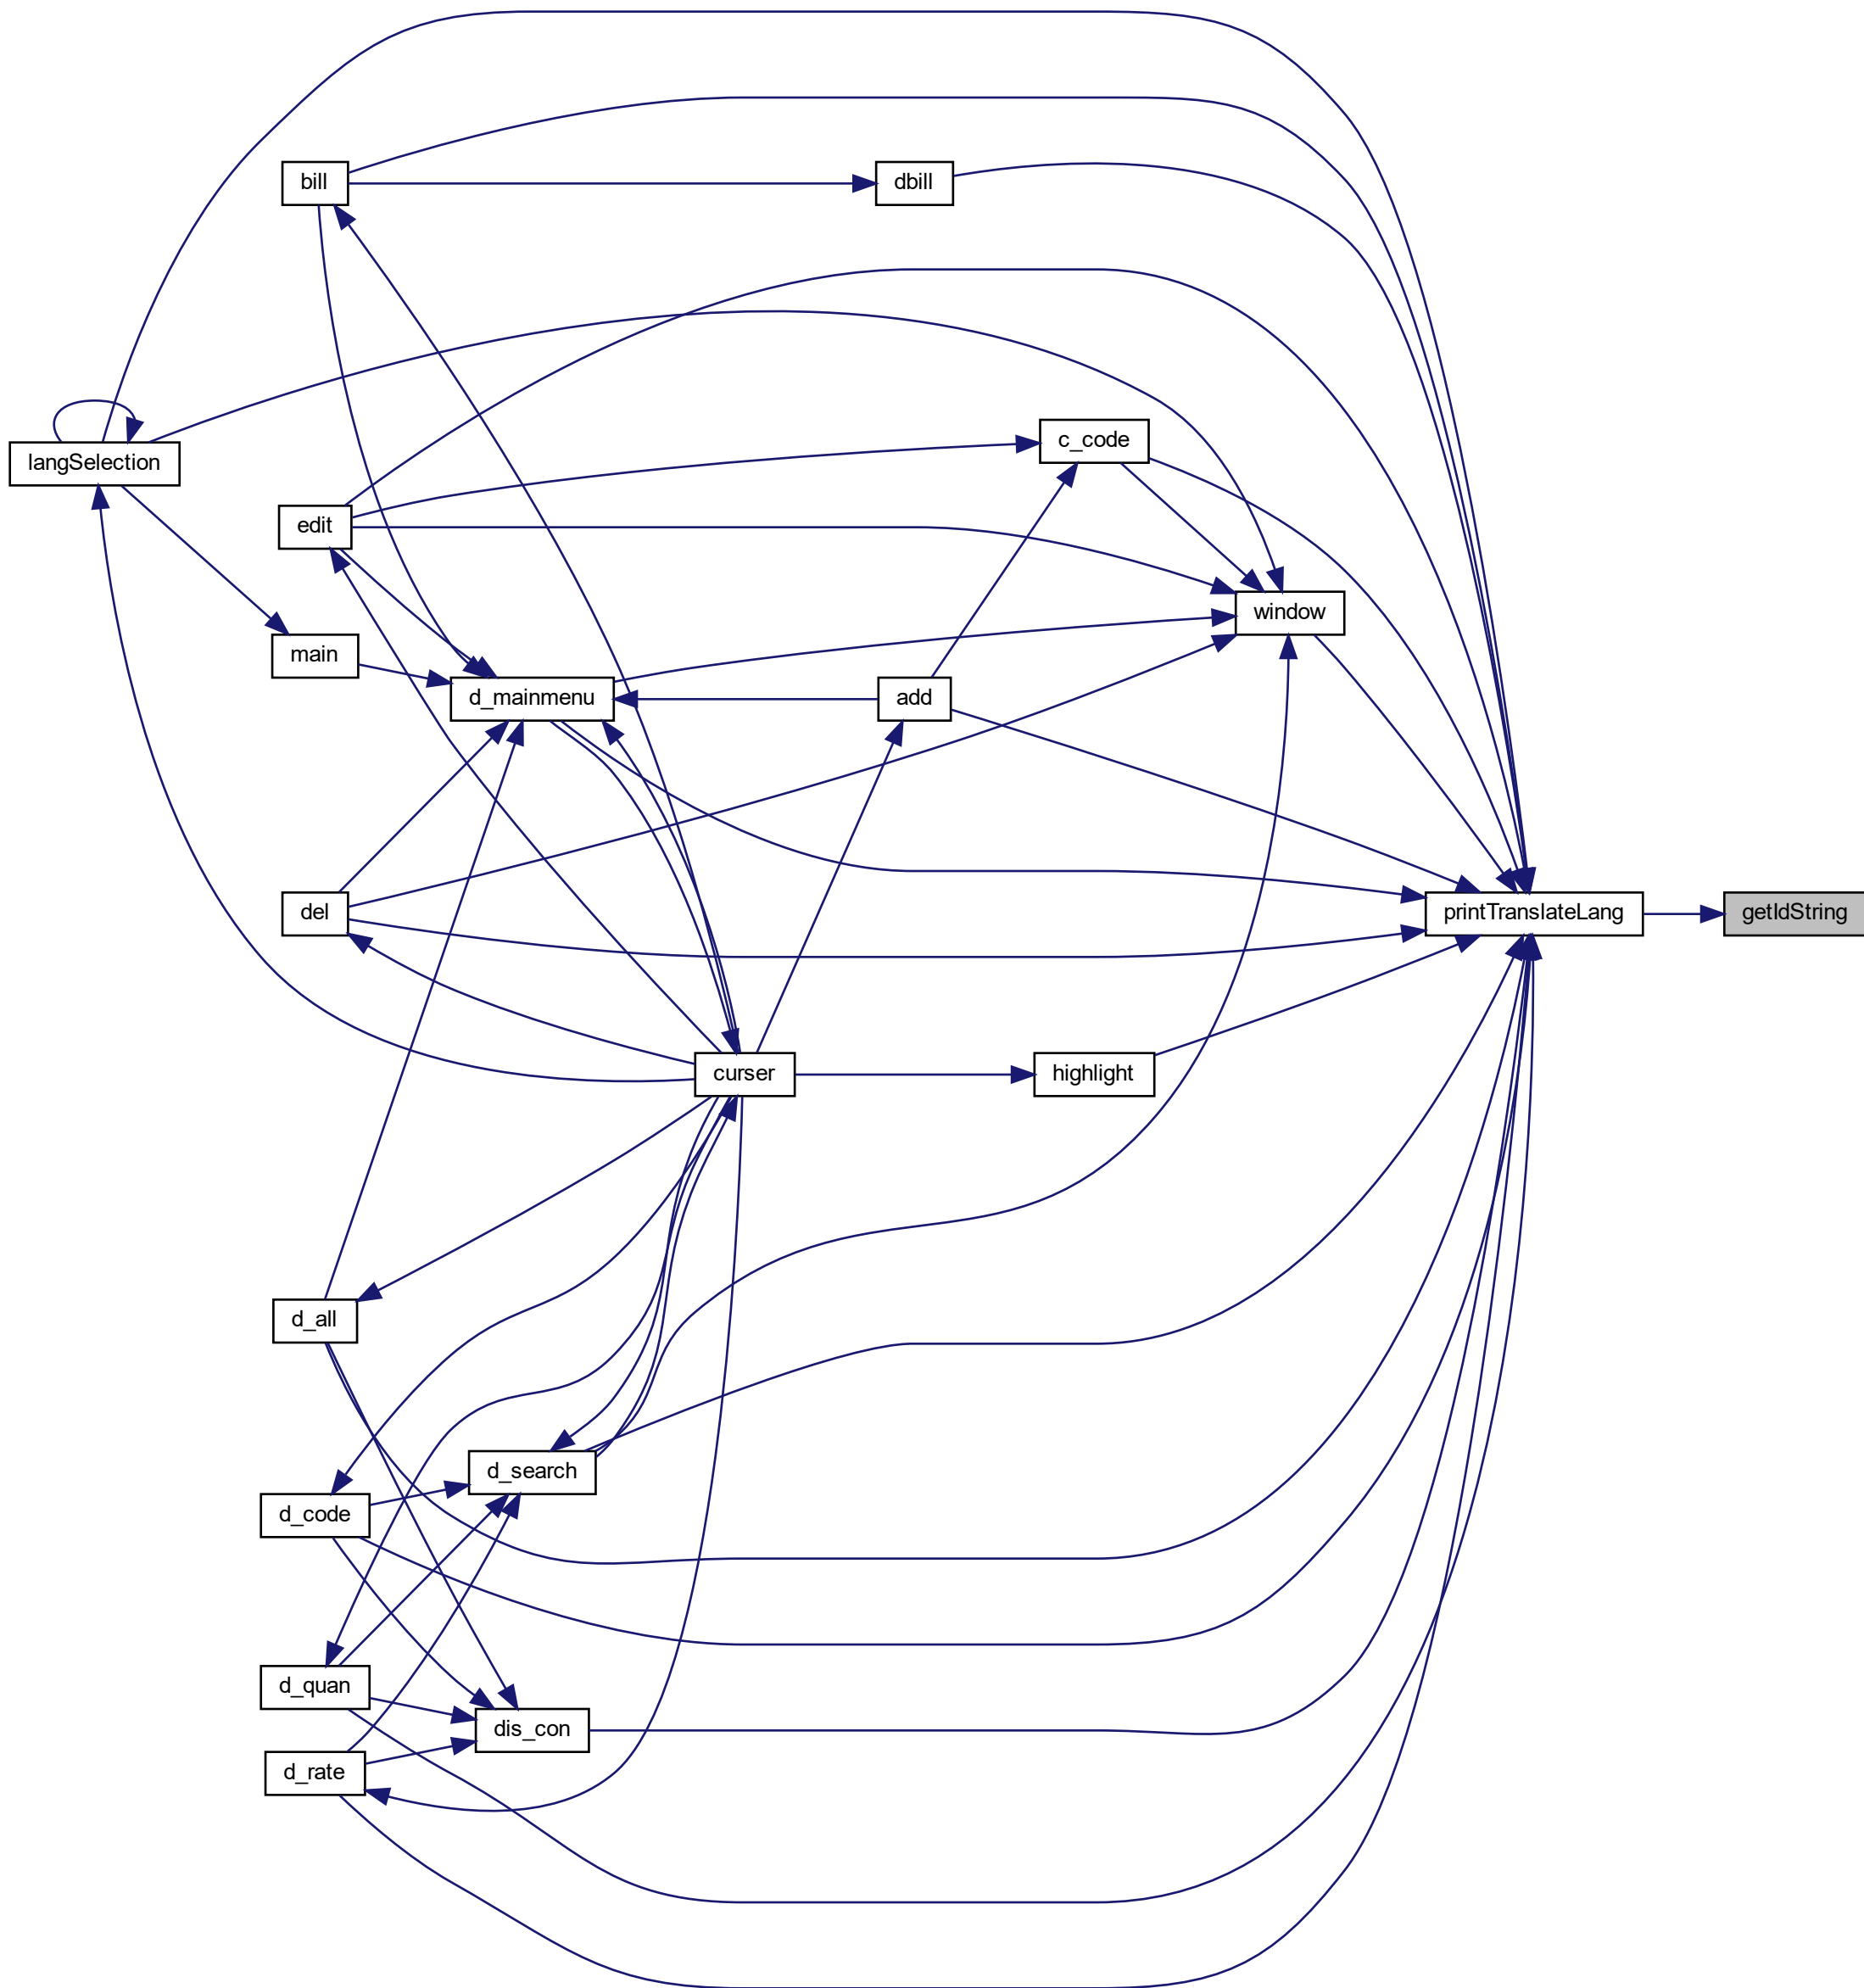 bill
dbill
c_code
langSelection
edit
window
main
d_mainmenu
add
del
printTranslateLang
getIdString
curser
highlight
d_all
d_search
d_code
d_quan
dis_con
d_rate